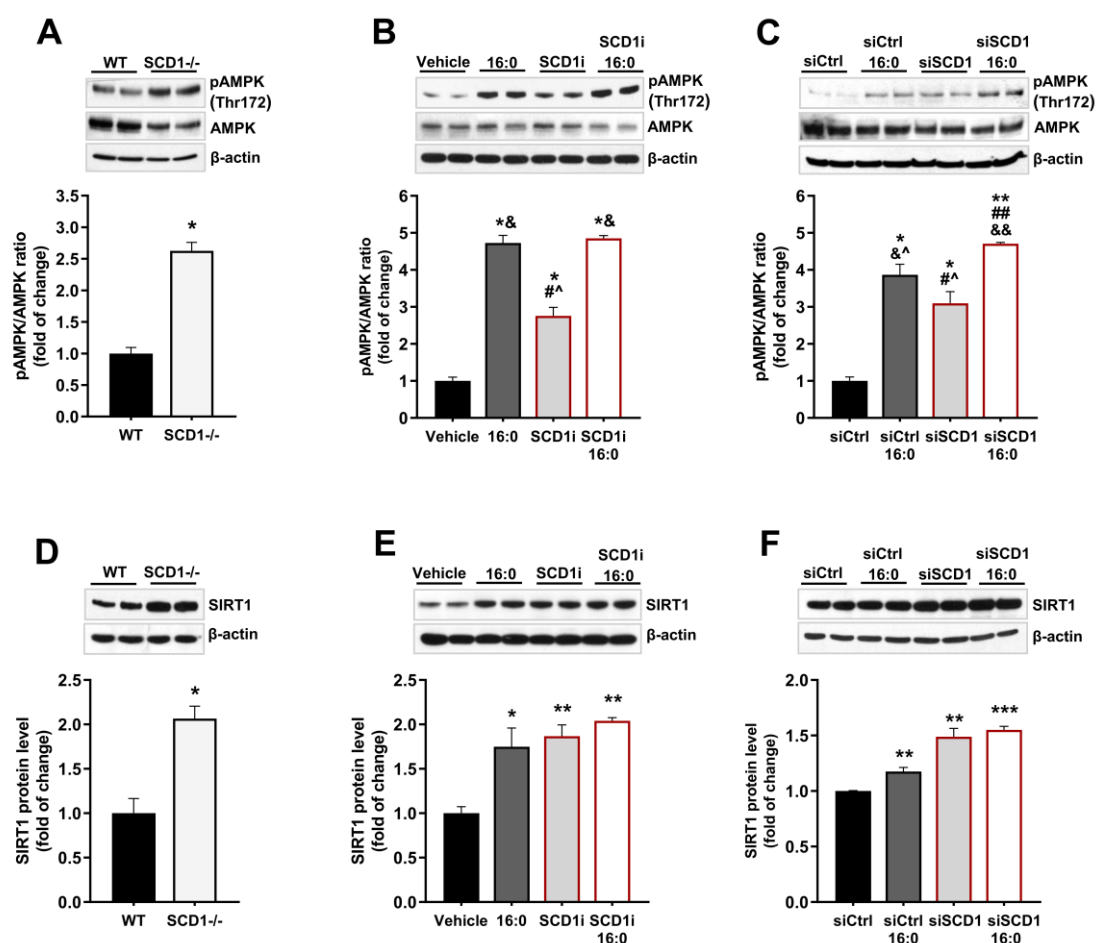 A
WT SCD1-/-
pAMPK
(Thr172)
AMPK
β-actin
pAMPK/AMPK ratio
(fold of change)
3.5
3.0
2.5
2.0
1.5
1.0
0.5
0.0
*
WT SCD1-/-
B
SCD1i
Vehicle 16:0 SCD1i 16:0
pAMPK
(Thr172)
AMPK
β-actin
pAMPK/AMPK ratio
(fold of change)
6
5
4
3
2
1
0
*&
*
#^
*&
Vehicle 16:0 SCD1i SCD1i
16:0
C
siCtrl siSCD1
siCtrl 16:0 siSCD1 16:0
pAMPK
(Thr172)
AMPK
β-actin
pAMPK/AMPK ratio
(fold of change)
6
5
4
3
2
1
0
*
&^
*
#^
**
##
&&
siCtrl siCtrl siSCD1 siSCD1
16:0 16:0
D
WT SCD1-/-
SIRT1
β-actin
SIRT1 protein level
(fold of change)
2.5
2.0
1.5
1.0
0.5
0.0
*
WT SCD1-/-
E
SCD1i
Vehicle 16:0 SCD1i 16:0
SIRT1
β-actin
SIRT1 protein level
(fold of change)
2.5
2.0
1.5
1.0
0.5
0.0
*
**
**
Vehicle 16:0 SCD1i SCD1i
16:0
F
siCtrl siSCD1
siCtrl 16:0 siSCD1 16:0
SIRT1
β-actin
SIRT1 protein level
(fold of change)
2.0
1.5
1.0
0.5
0.0
**
**
***
siCtrl siCtrl siSCD1 siSCD1
16:0 16:0